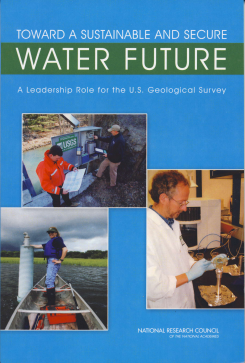 TOWARD A SUSTAINABLE AND SECURE
WATER FUTURE
A Leadership Role for the U.S. Geological Survey
USGS
NATIONAL RESEARCH COUNCIL
OF THE NATIONAL ACADEMIES